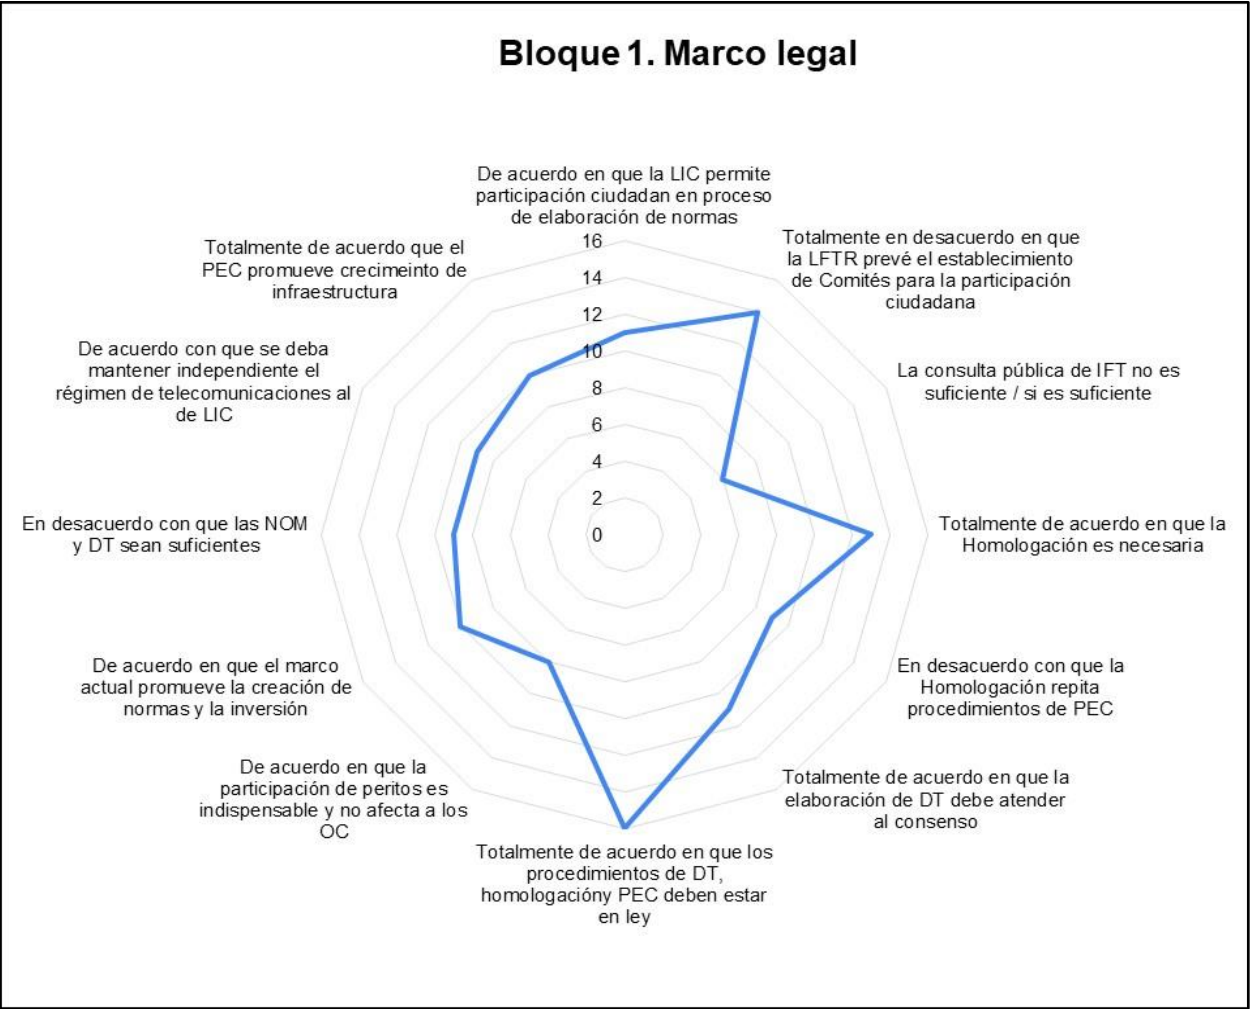 Bloque 1. Marco legal
De acuerdo en que la LIC permite
participación ciudadan en proceso
de elaboración de normas
Totalmente en desacuerdo en que
la LFTR prevé el establecimiento
de Comités para la participación
ciudadana
La consulta pública de IFT no es
suficiente / si es suficiente
Totalmente de acuerdo en que la
Homologación es necesaria
En desacuerdo con que la
Homologación repita
procedimientos de PEC
Totalmente de acuerdo en que la
elaboración de DT debe atender
al consenso
Totalmente de acuerdo en que los
procedimientos de DT,
homologacióny PEC deben estar
en ley
De acuerdo en que la
participación de peritos es
indispensable y no afecta a los
OC
De acuerdo en que el marco
actual promueve la creación de
normas y la inversión
En desacuerdo con que las NOM
y DT sean suficientes
De acuerdo con que se deba
mantener independiente el
régimen de telecomunicaciones al
de LIC
Totalmente de acuerdo que el
PEC promueve crecimeinto de
infraestructura
16
14
12
10
8
6
4
2
0